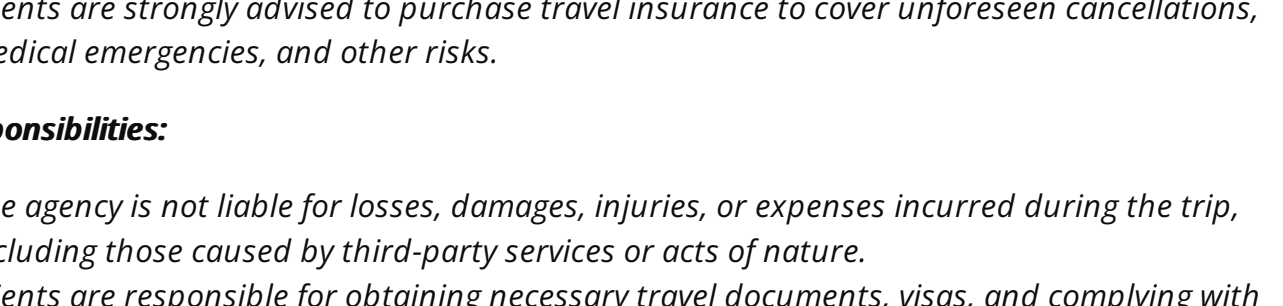 ents are strongly advised to purchase travel insurance to cover unforeseen cancellations,
edical emergencies, and other risks.
onsibilities:
e agency is not liable for losses, damages, injuries, or expenses incurred during the trip,
cluding those caused by third-party services or acts of nature.
ients are responsible for obtaining necessary travel documents, visas, and complying with